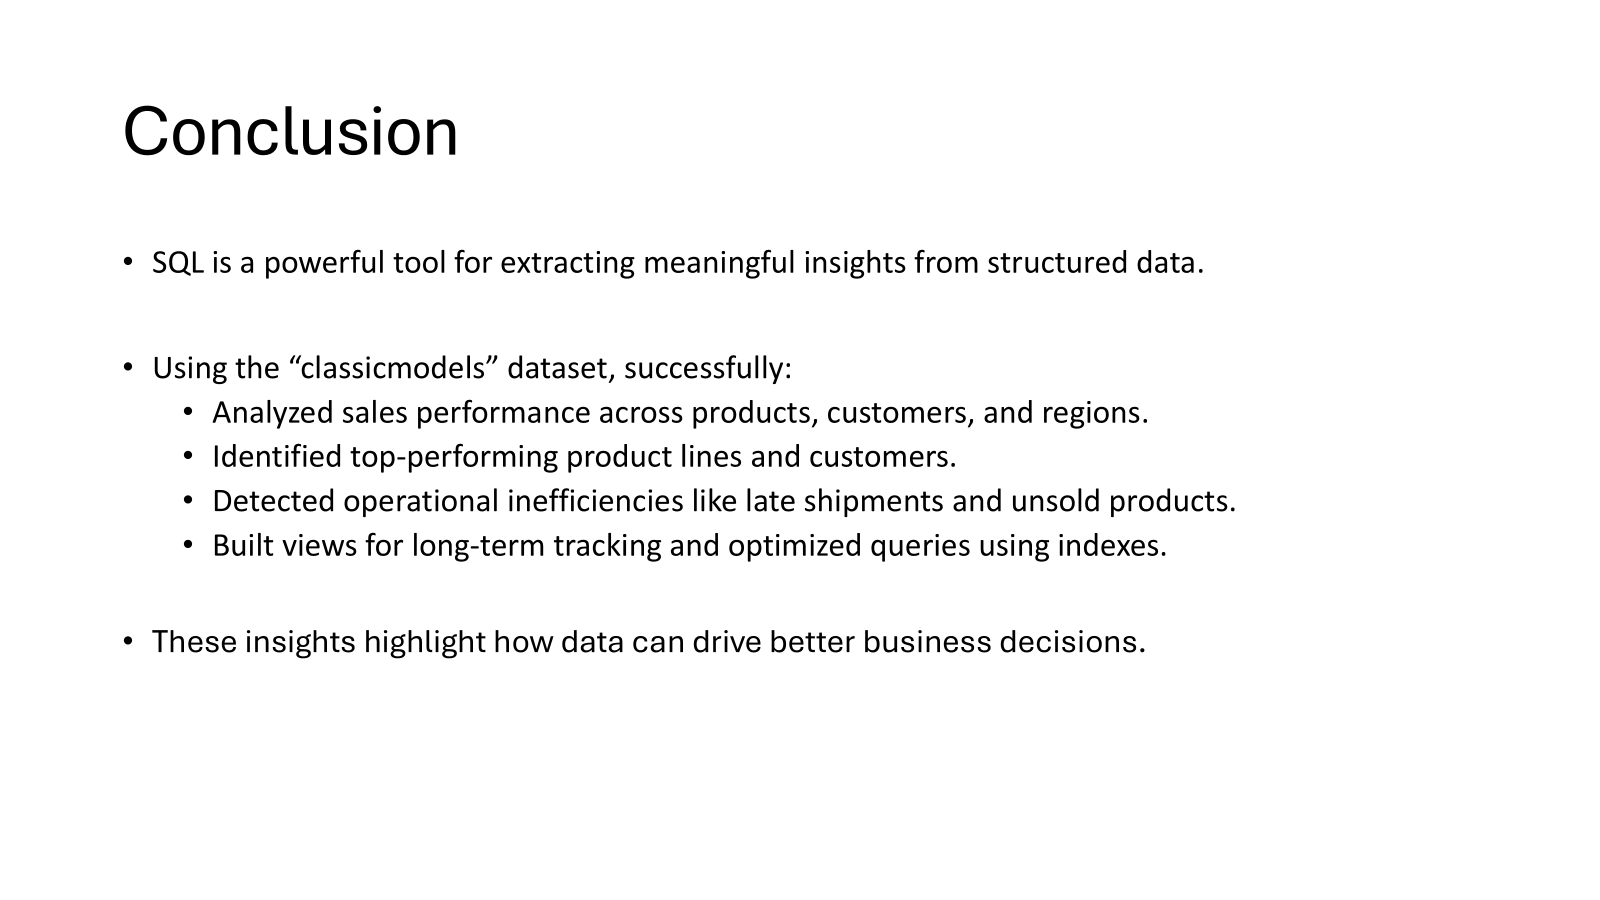 Conclusion
• SQL is a powerful tool for extracting meaningful insights from structured data.
• Using the “classicmodels” dataset, successfully:
• Analyzed sales performance across products, customers, and regions.
• Identified top-performing product lines and customers.
• Detected operational inefficiencies like late shipments and unsold products.
• Built views for long-term tracking and optimized queries using indexes.
• These insights highlight how data can drive better business decisions.